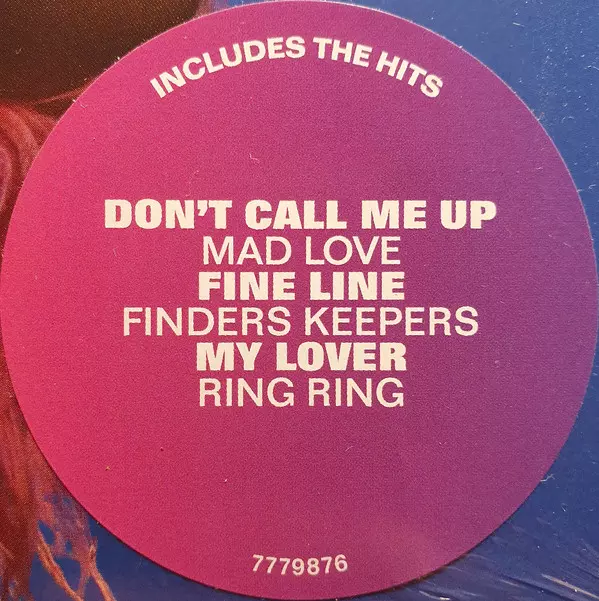 INCLUDES THE HITS
DON'T CALL ME UP
MAD LOVE
FINE LINE
FINDERS KEEPERS
MY LOVER
RING RING
7779876